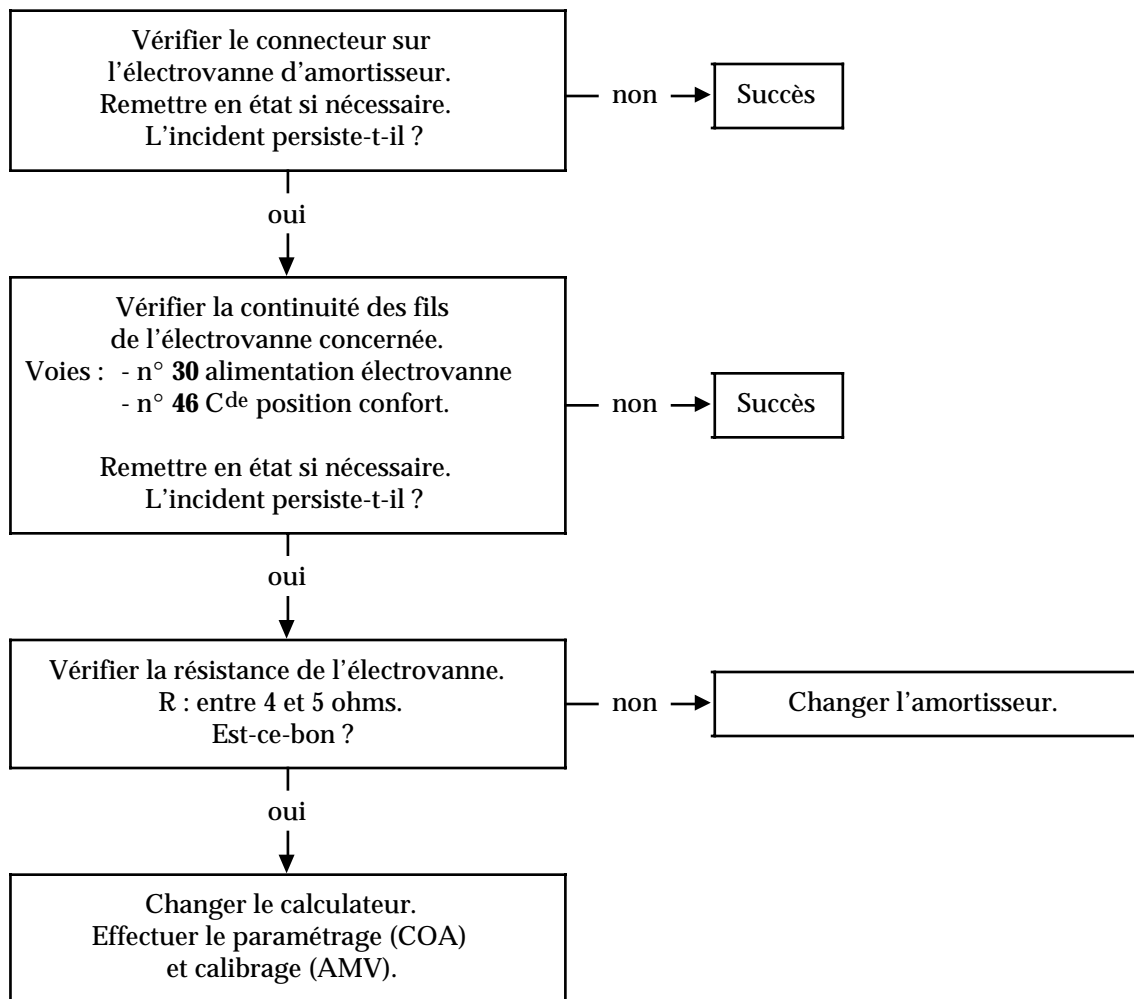 Vérifier le connecteur sur
l'électrovanne d'amortisseur.
Remettre en état si nécessaire.
L'incident persiste-t-il ?
non
Succès
oui
Vérifier la continuité des fils
de l'électrovanne concernée.
Voies : - n° 30 alimentation électrovanne
- n° 46 Cde position confort.
Remettre en état si nécessaire.
L'incident persiste-t-il ?
non
Succès
oui
Vérifier la résistance de l'électrovanne.
R : entre 4 et 5 ohms.
Est-ce-bon ?
non
Changer l'amortisseur.
oui
Changer le calculateur.
Effectuer le paramétrage (COA)
et calibrage (AMV).